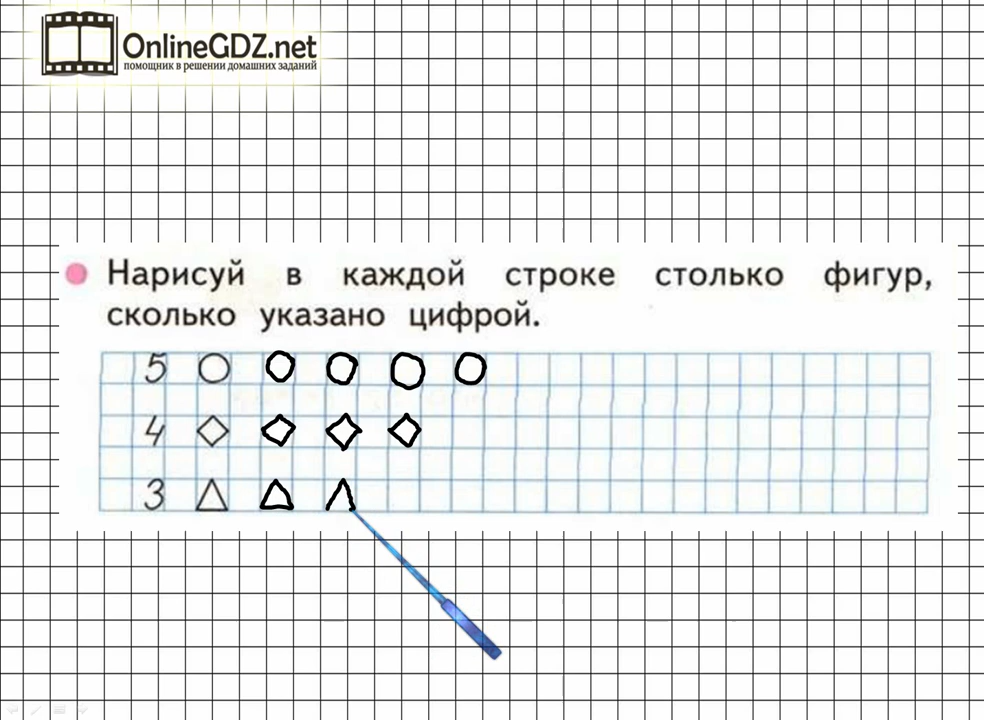 OnlineGDZ.net
помощник в решении домашних заданий
Нарисуй в каждой строке столько фигур,
сколько указано цифрой.
5
4
3